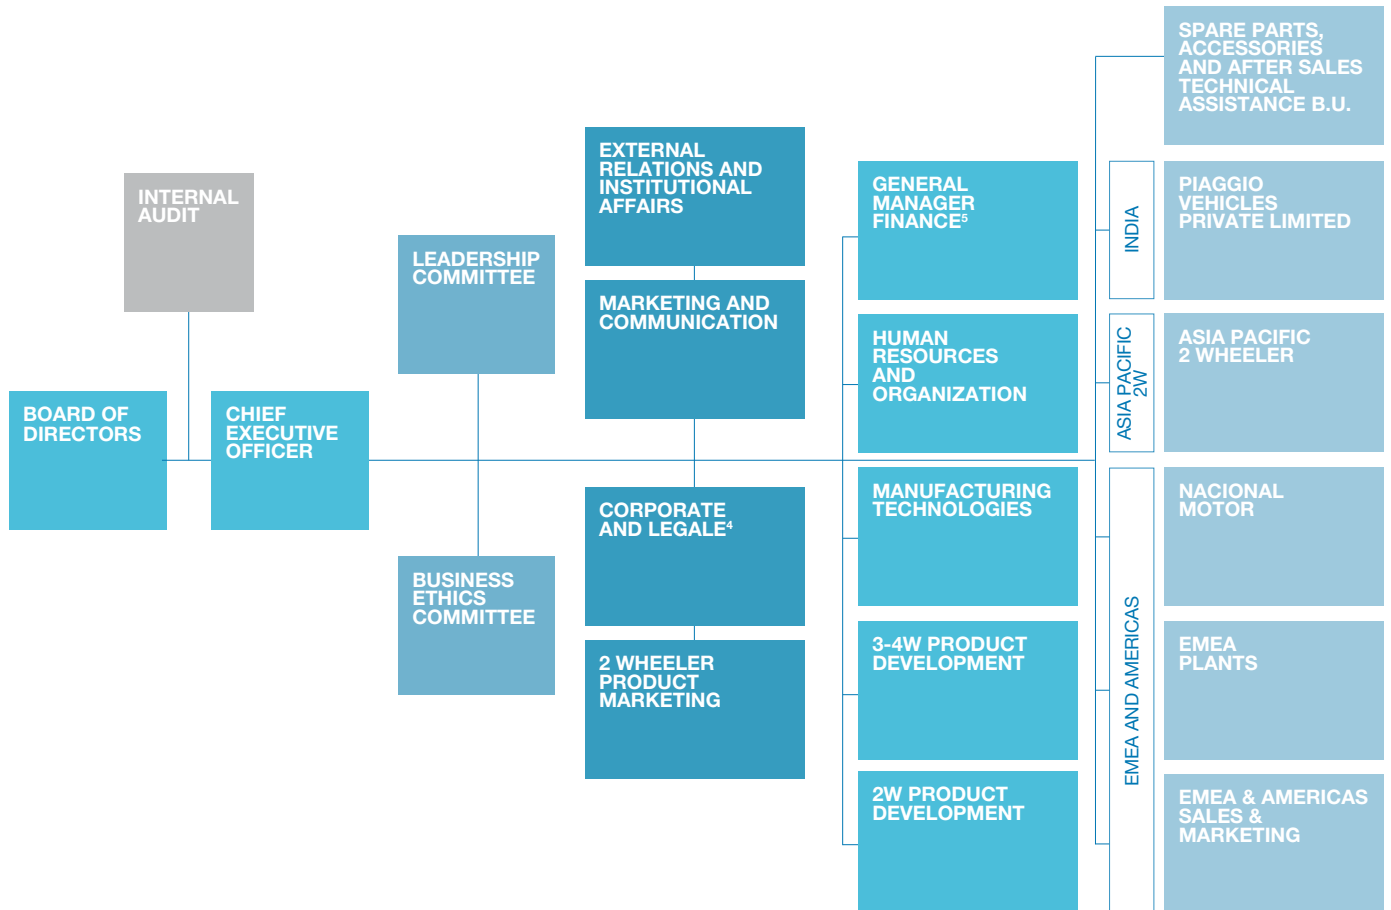 INTERNAL
AUDIT
BOARD OF
DIRECTORS
CHIEF
EXECUTIVE
OFFICER
LEADERSHIP
COMMITTEE
BUSINESS
ETHICS
COMMITTEE
EXTERNAL
RELATIONS AND
INSTITUTIONAL
AFFAIRS
MARKETING AND
COMMUNICATION
CORPORATE
AND LEGALE⁴
2 WHEELER
PRODUCT
MARKETING
GENERAL
MANAGER
FINANCE⁵
HUMAN
RESOURCES
AND
ORGANIZATION
MANUFACTURING
TECHNOLOGIES
3-4W PRODUCT
DEVELOPMENT
2W PRODUCT
DEVELOPMENT
SPARE PARTS,
ACCESSORIES
AND AFTER SALES
TECHNICAL
ASSISTANCE B.U.
INDIA
PIAGGIO
VEHICLES
PRIVATE LIMITED
ASIA PACIFIC
2W
ASIA PACIFIC
2 WHEELER
EMEA AND AMERICAS
NACIONAL
MOTOR
EMEA
PLANTS
EMEA & AMERICAS
SALES &
MARKETING